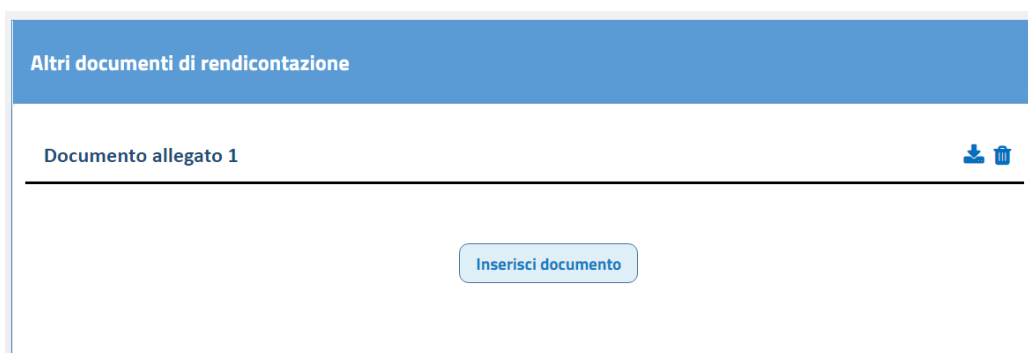 Altri documenti di rendicontazione
Documento allegato 1
Inserisci documento